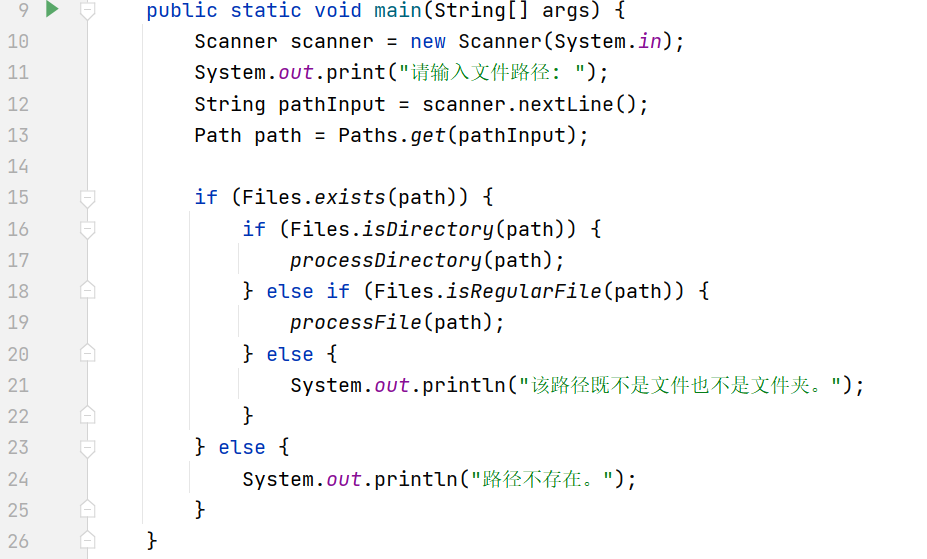 9 public static void main(String[] args) {
10 Scanner scanner = new Scanner(System.in);
11 System.out.print("请输入文件路径: ");
12 String pathInput = scanner.nextLine();
13 Path path = Paths.get(pathInput);
14
15 if (Files.exists(path)) {
16 if (Files.isDirectory(path)) {
17 processDirectory(path);
18 } else if (Files.isRegularFile(path)) {
19 processFile(path);
20 } else {
21 System.out.println("该路径既不是文件也不是文件夹。");
22 }
23 } else {
24 System.out.println("路径不存在。");
25 }
26 }